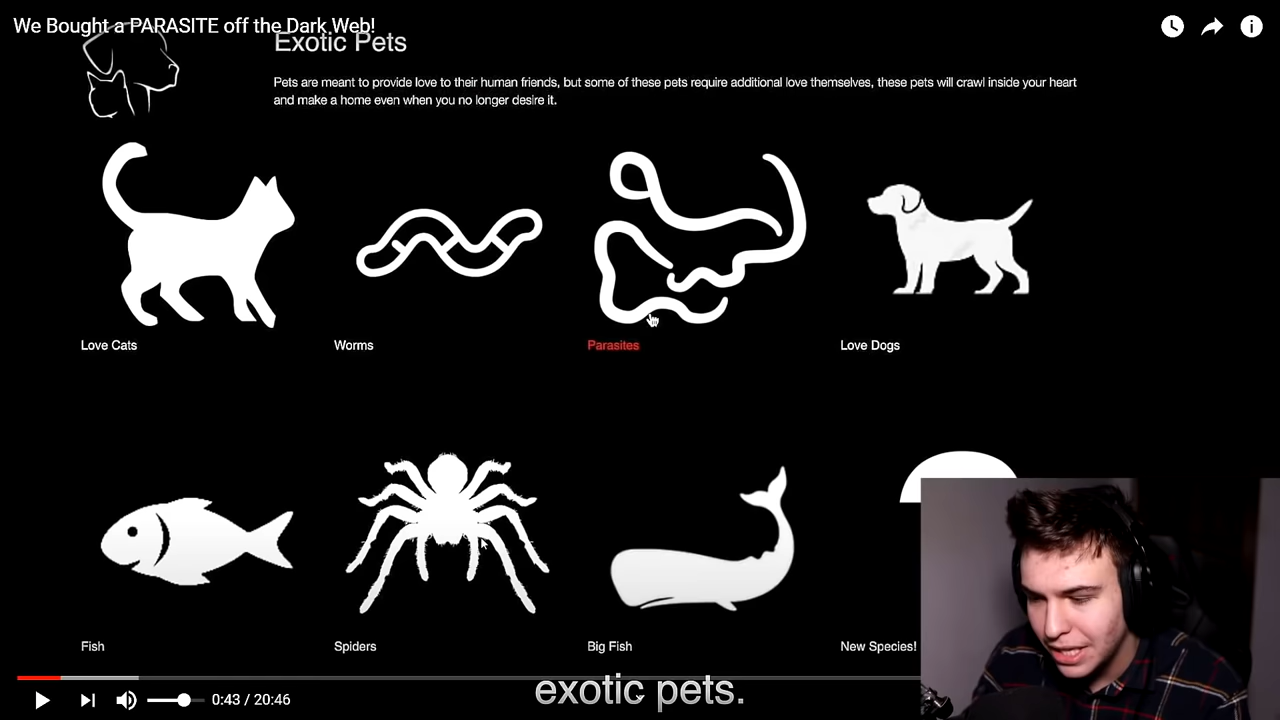 We Bought a PARASITE off the Dark Web!
Exotic Pets
Pets are meant to provide love to their human friends, but some of these pets require additional love themselves, these pets will crawl inside your heart
and make a home even when you no longer desire it.
Love Cats
Worms
Parasites
Love Dogs
Fish
Spiders
Big Fish
New Species!
exotic pets.
0:43 / 20:46